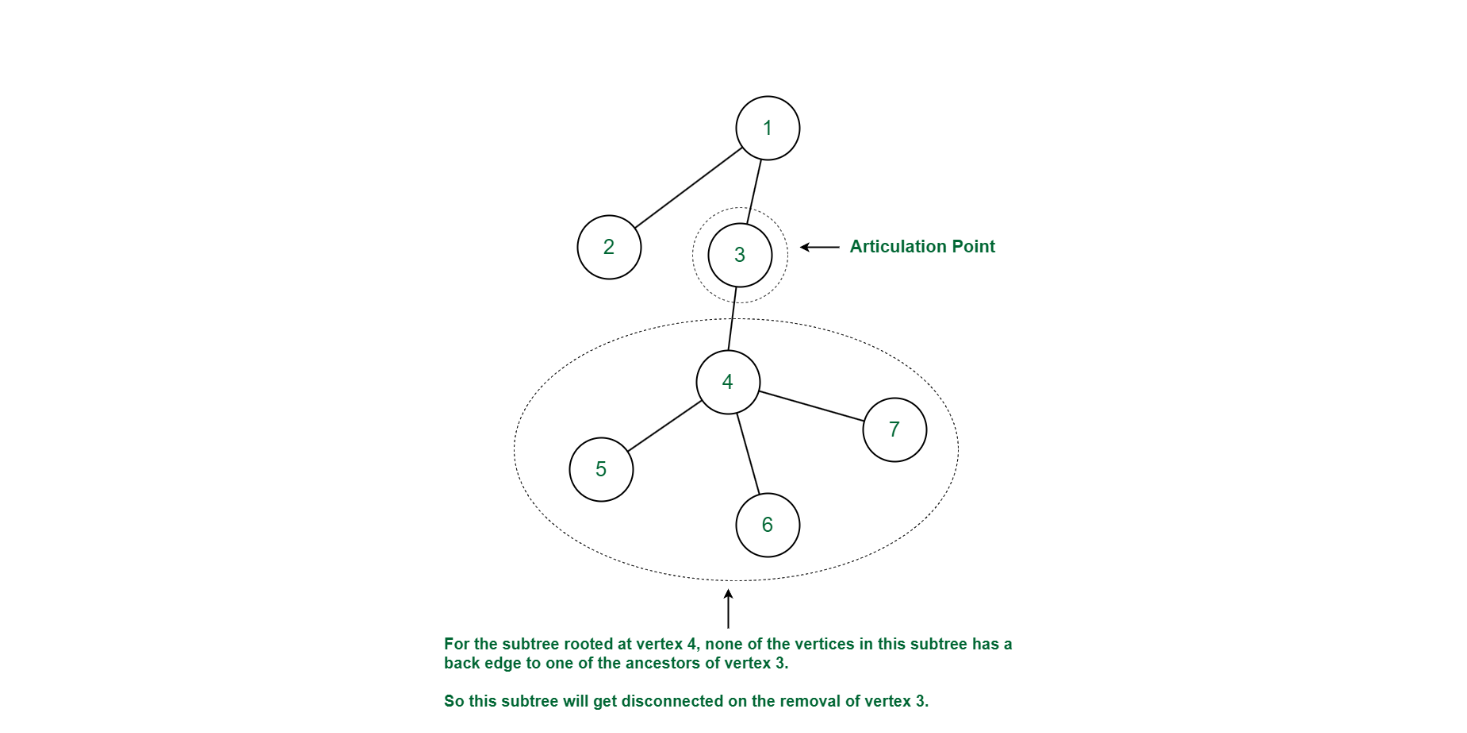 1
2
3
Articulation Point
4
7
5
6
For the subtree rooted at vertex 4, none of the vertices in this subtree has a
back edge to one of the ancestors of vertex 3.
So this subtree will get disconnected on the removal of vertex 3.